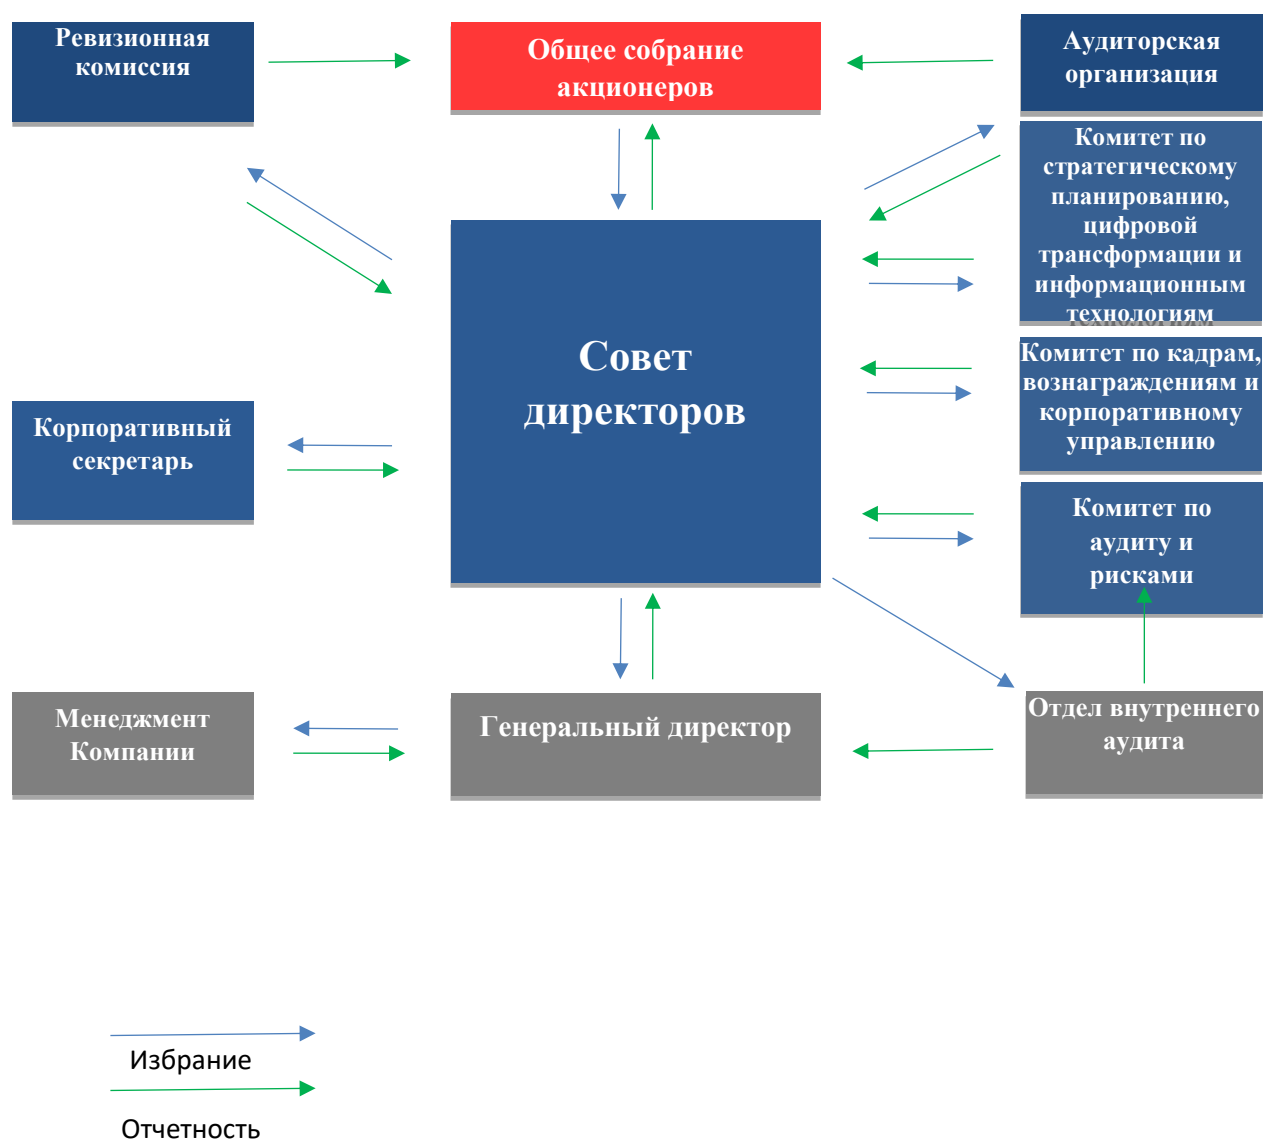 Ревизионная
комиссия
Общее собрание
акционеров
Аудиторская
организация
Комитет по
стратегическому
планированию,
цифровой
трансформации и
информационным
технологиям
Совет
директоров
Комитет по кадрам,
вознаграждениям и
корпоративному
управлению
Корпоративный
секретарь
Комитет по
аудиту и
рисками
Менеджмент
Компании
Генеральный директор
Отдел внутреннего
аудита
Избрание
Отчетность